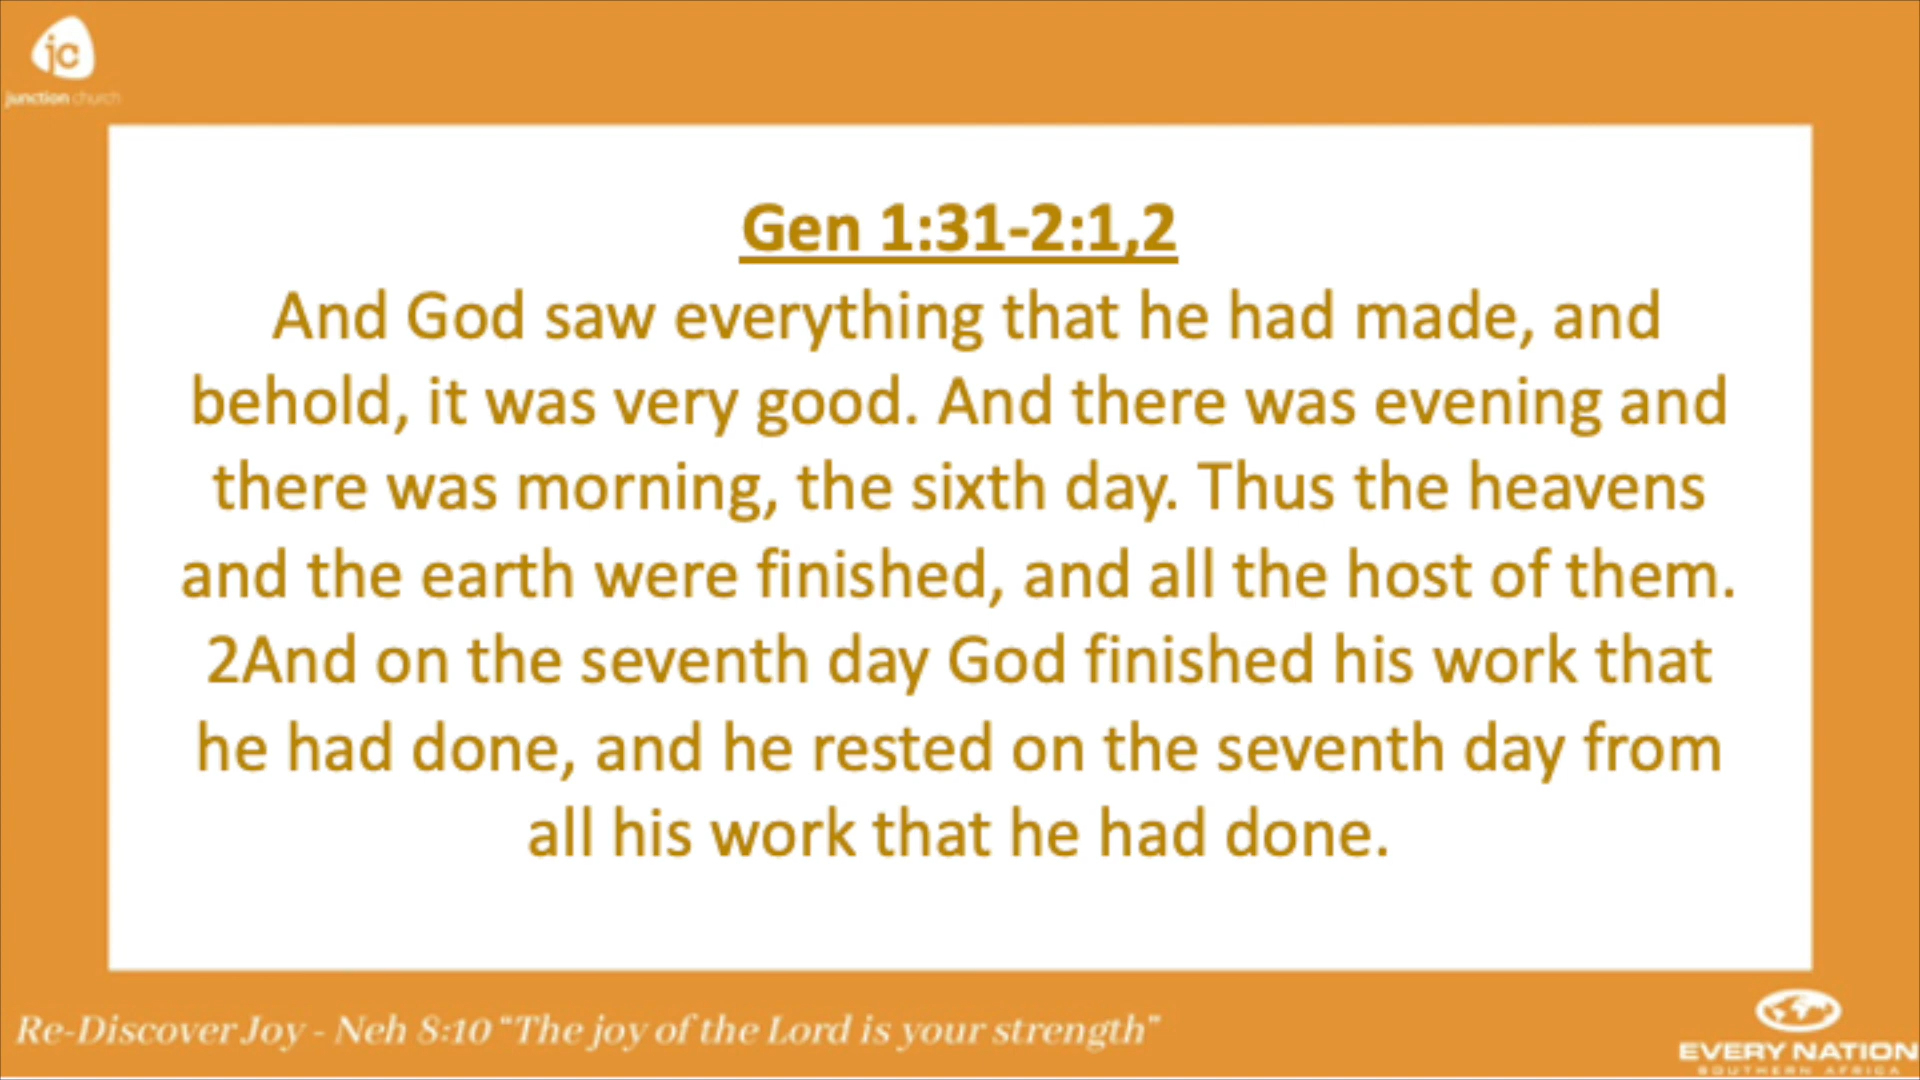 jc
junction church
Gen 1:31-2:1,2
And God saw everything that he had made, and
behold, it was very good. And there was evening and
there was morning, the sixth day. Thus the heavens
and the earth were finished, and all the host of them.
2And on the seventh day God finished his work that
he had done, and he rested on the seventh day from
all his work that he had done.
Re-Discover Joy - Neh 8:10 "The joy of the Lord is your strength"
EVERY NATION
SOUTHERN AFRICA